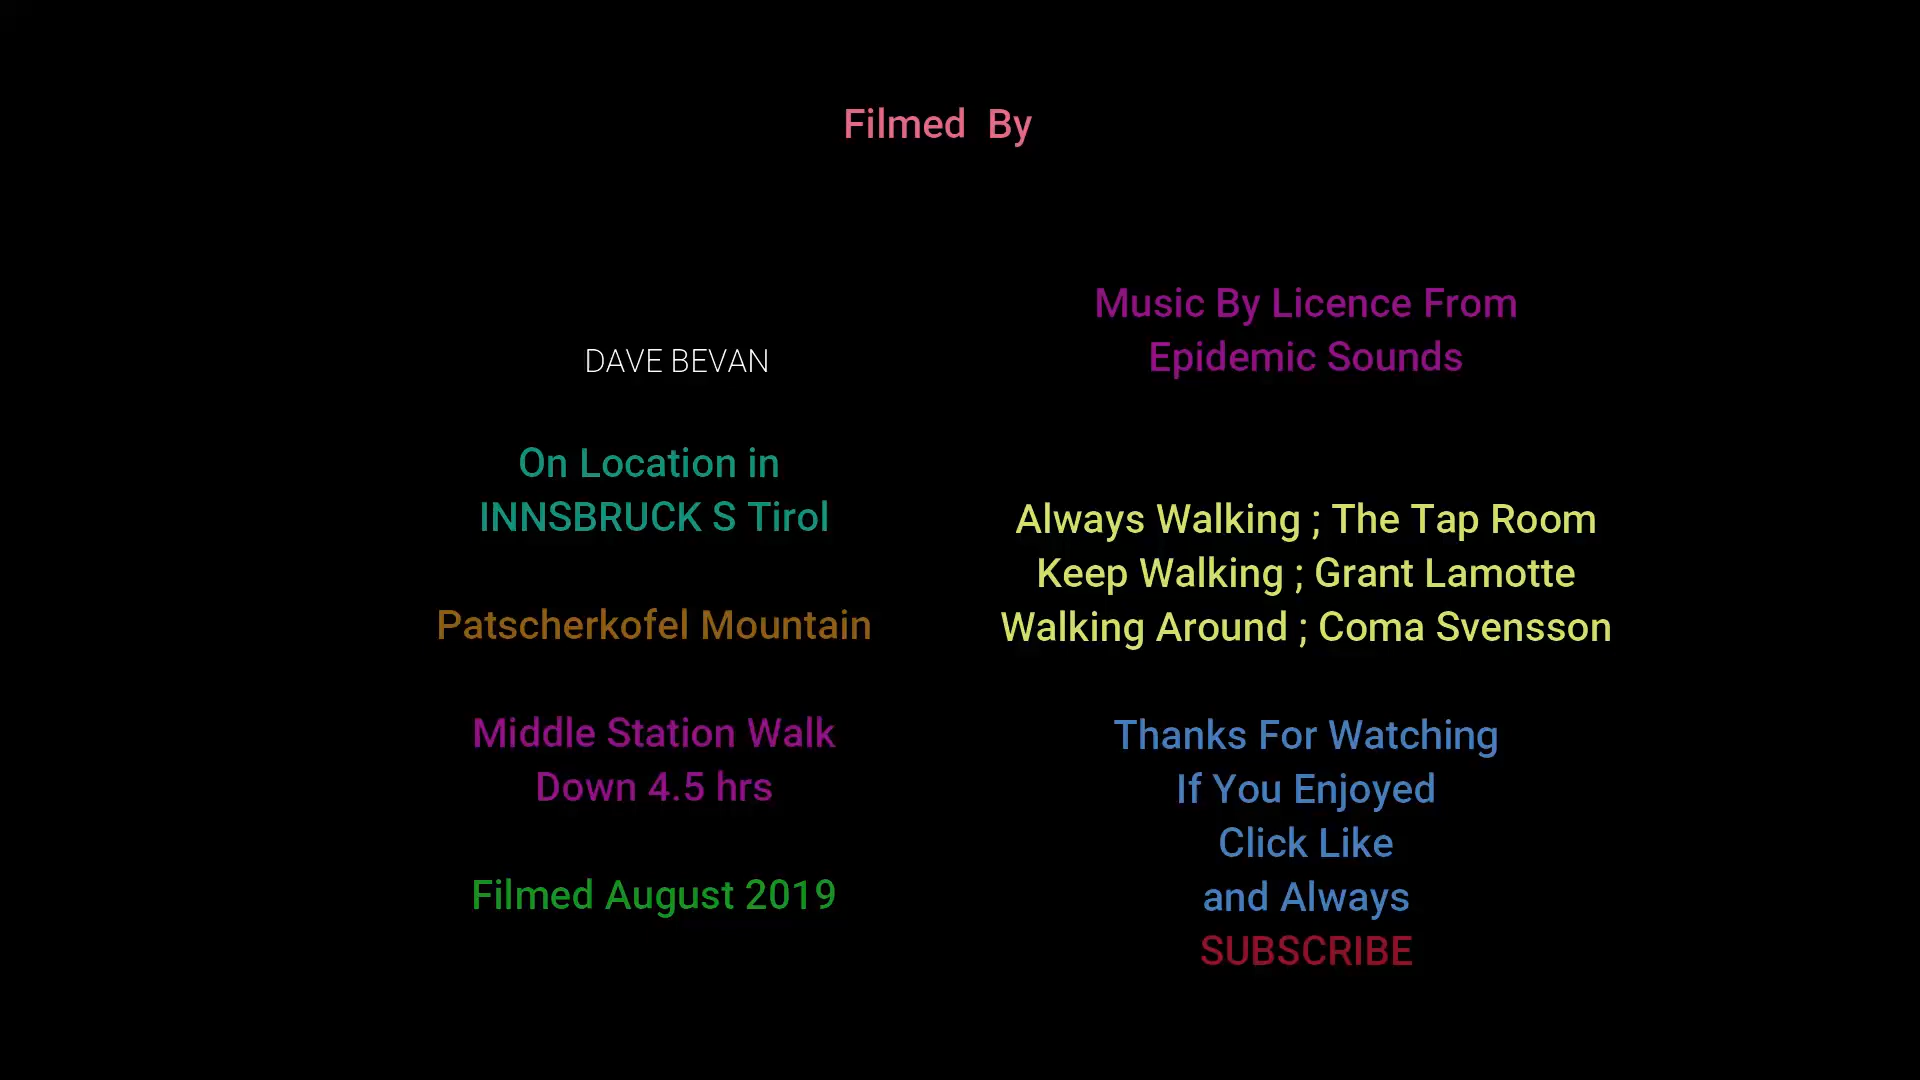 Filmed  By
DAVE BEVAN
On Location in
INNSBRUCK S Tirol
Patscherkofel Mountain
Middle Station Walk
Down 4.5 hrs
Filmed August 2019
Music By Licence From
Epidemic Sounds
Always Walking ; The Tap Room
Keep Walking ; Grant Lamotte
Walking Around ; Coma Svensson
Thanks For Watching
If You Enjoyed
Click Like
and Always
SUBSCRIBE